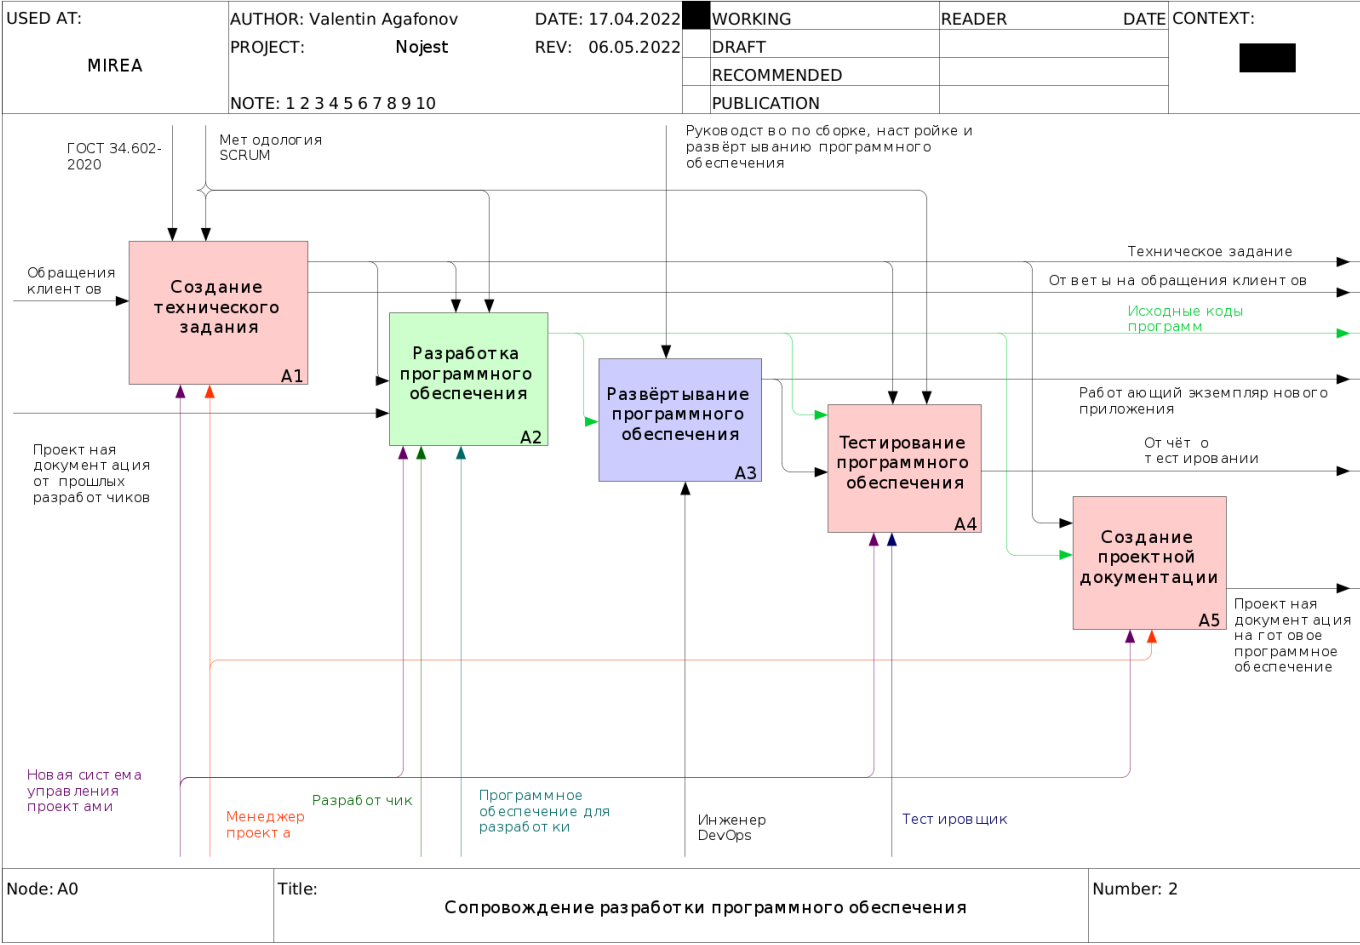 USED AT:
MIREA
AUTHOR: Valentin Agafonov
DATE: 17.04.2022
PROJECT: Nojest
REV: 06.05.2022
NOTE: 1 2 3 4 5 6 7 8 9 10
WORKING
DRAFT
RECOMMENDED
PUBLICATION
READER
DATE
CONTEXT:
ГОСТ 34.602-
2020
Методология
SCRUM
Руководство по сборке, настройке и
развёртыванию программного
обеспечения
Обращения
клиентов
Создание
технического
задания
A1
Техническое задание
Ответы на обращения клиентов
Исходные коды
программ
Разработка
программного
обеспечения
A2
Развёртывание
программного
обеспечения
A3
Работающий экземпляр нового
приложения
Проектная
документация
от прошлых
разработчиков
Тестирование
программного
обеспечения
A4
Отчёт о
тестировании
Создание
проектной
документации
A5
Проектная
документация
на готовое
программное
обеспечение
Новая система
управления
проектами
Менеджер
проекта
Разработчик
Программное
обеспечение для
разработки
Инженер
DevOps
Тестировщик
Node: A0
Title:
Сопровождение разработки программного обеспечения
Number: 2